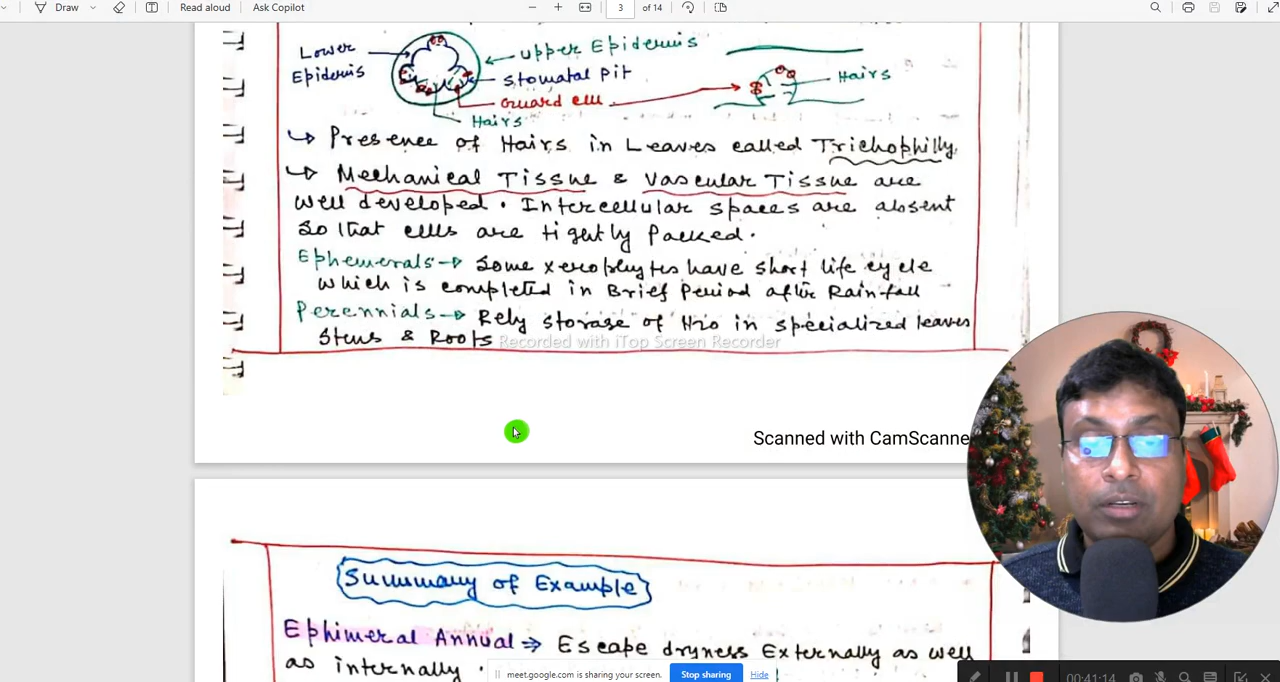 Draw
Read aloud
Ask Copilot
3 of 14
Lower
Epidermis
upper Epidermis
stomatal pit
Guard cell
Hairs
Hairs
Presence of Hairs in Leaves called Trichophilly.
Mechanical Tissue & Vascular Tissue are
well developed. Intercellular spaces are absent
so that cells are tightly Packed.
Ephemerals → Some xerophytes have short life cycle
which is completed in Brief Period after Rainfall
Perennials → Rely storage of H2O in specialized leaves
Stems & Roots
Recorded with iTop Screen Recorder
Scanned with CamScanne
Summary of Example
Ephimeral Annual ⇒ Escape dryness Externally as well
as internally.
meet.google.com is sharing your screen.
Stop sharing
Hide
00:41:14